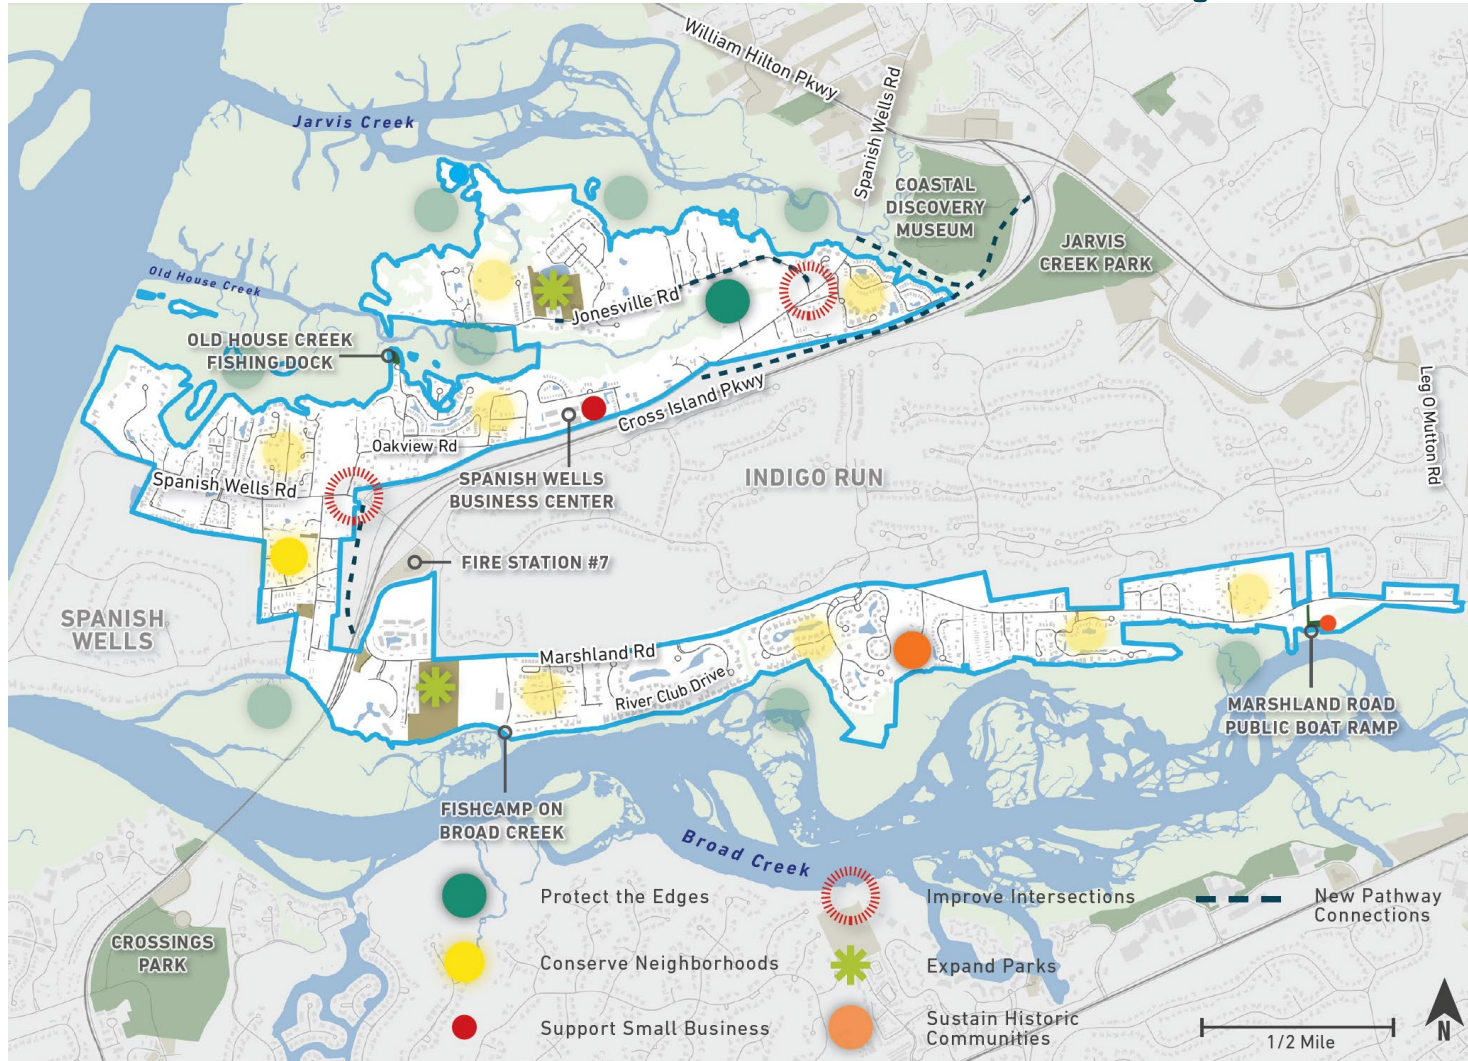 William Hilton Pkwy
Spanish Wells Rd
Jarvis Creek
COASTAL
DISCOVERY
MUSEUM
JARVIS
CREEK PARK
Old House Creek
Jonesville Rd
OLD HOUSE CREEK
FISHING DOCK
Cross Island Pkwy
Leg O Mutton Rd
Oakview Rd
Spanish Wells Rd
SPANISH WELLS
BUSINESS CENTER
INDIGO RUN
FIRE STATION #7
SPANISH
WELLS
Marshland Rd
River Club Drive
MARSHLAND ROAD
PUBLIC BOAT RAMP
FISHCAMP ON
BROAD CREEK
Broad Creek
CROSSINGS
PARK
Protect the Edges
Conserve Neighborhoods
Support Small Business
Improve Intersections
Expand Parks
Sustain Historic
Communities
New Pathway
Connections
1/2 Mile
N